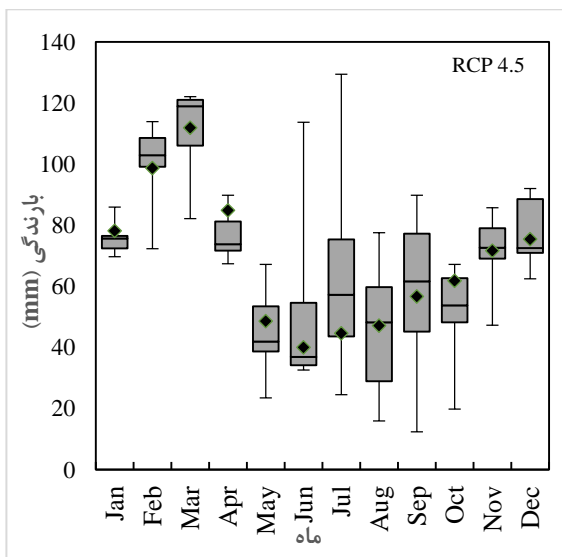 RCP 4.5
بارندگی (mm)
140
120
100
80
60
40
20
0
Jan
Feb
Mar
Apr
May
Jun
Jul
Aug
Sep
Oct
Nov
Dec
ماه